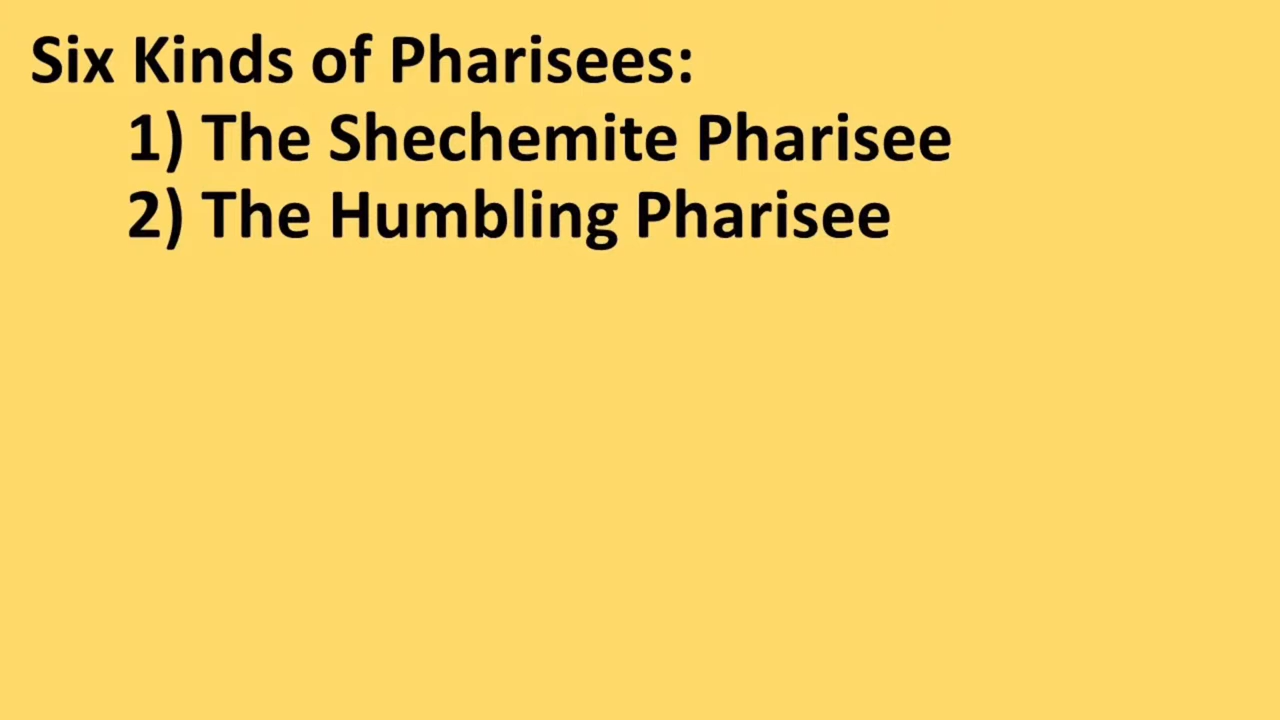 Six Kinds of Pharisees:
1) The Shechemite Pharisee
2) The Humbling Pharisee